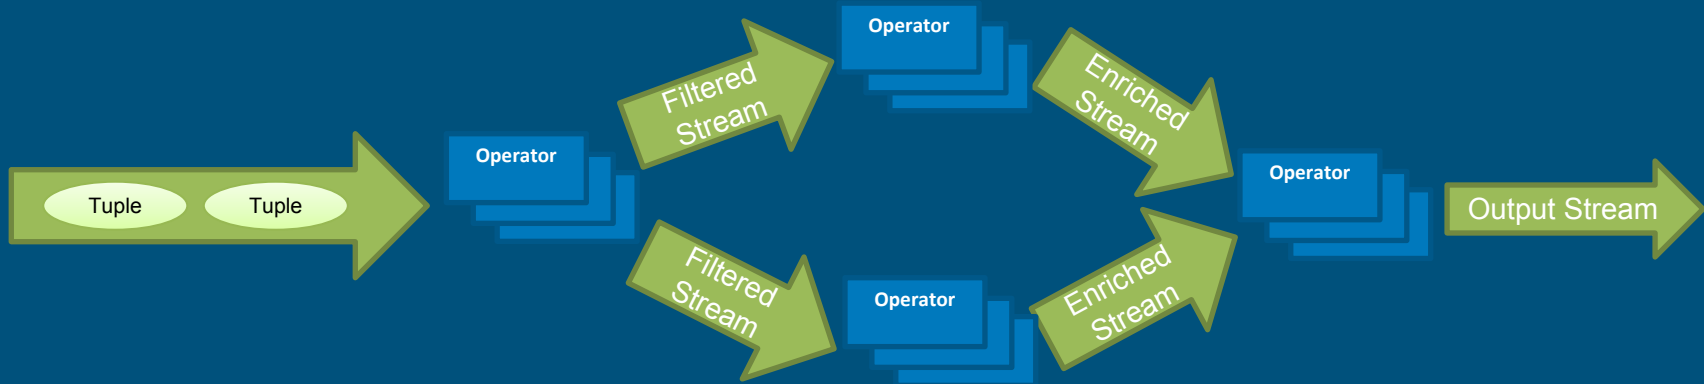 Tuple
Tuple
Operator
Filtered
Stream
Filtered
Stream
Operator
Operator
Enriched
Stream
Enriched
Stream
Operator
Output Stream